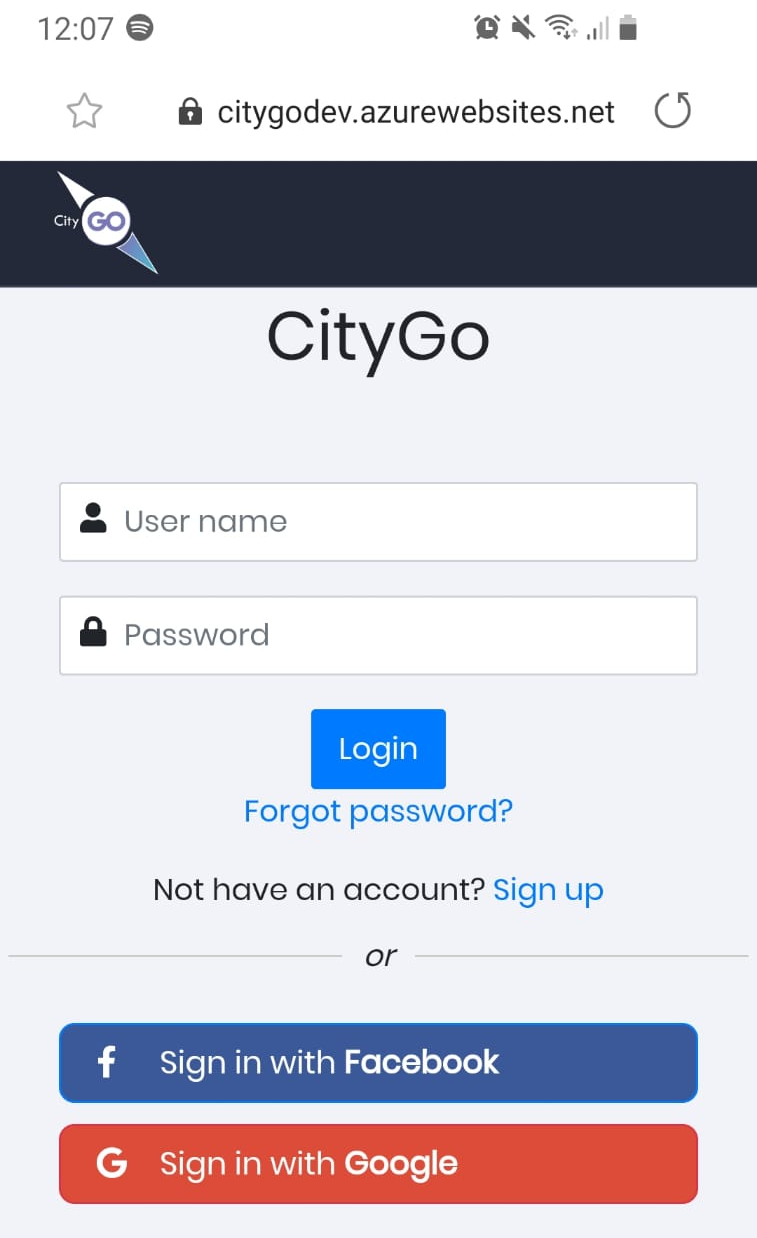 12:07
citygodev.azurewebsites.net
City GO
CityGo
User name
Password
Login
Forgot password?
Not have an account? Sign up
or
f Sign in with Facebook
G Sign in with Google